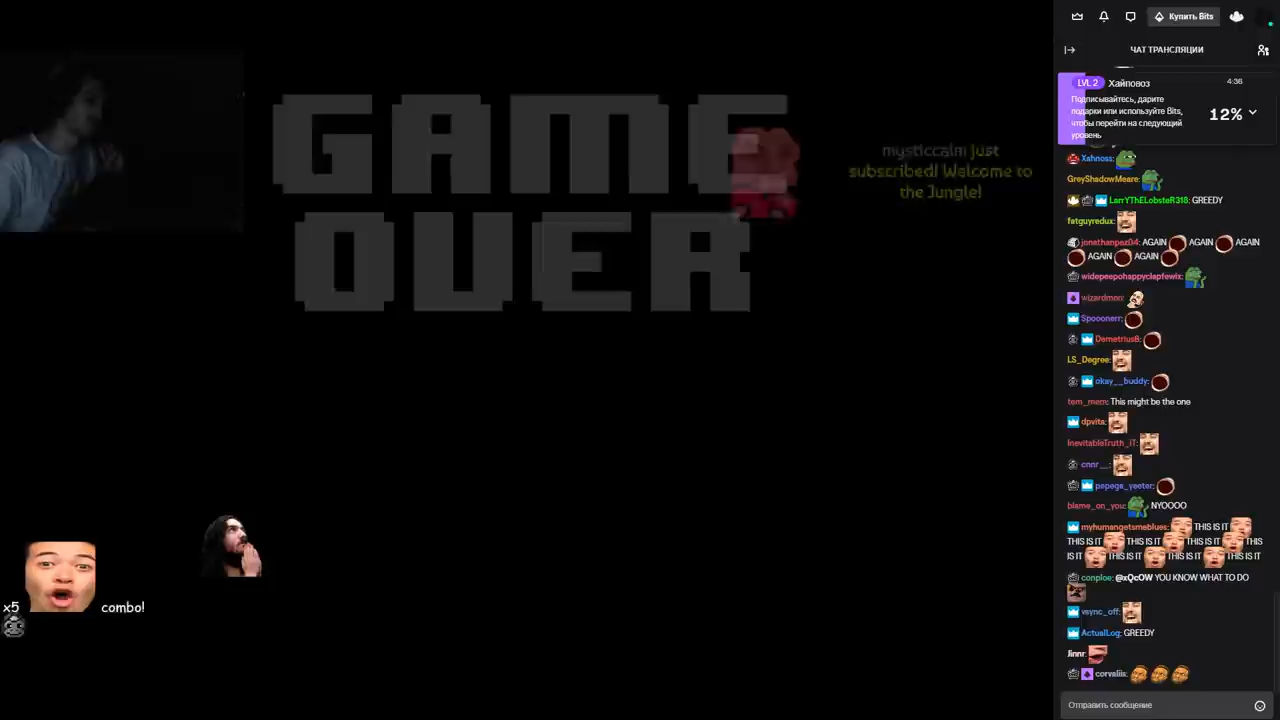 GAME
OVER
mysticcalm just
subscribed! Welcome to
the Jungle!
x5 combo!
Купить Bits
ЧАТ ТРАНСЛЯЦИИ
LVL 2 Хайповоз 4:36
Подписывайтесь, дарите
подарки или используйте Bits,
чтобы перейти на следующий
уровень
12%
Xahnoss:
GreyShadowMeare:
LarrYThELobsteR318: GREEDY
fatguyredux:
jonathanpaz04: AGAIN AGAIN AGAIN
AGAIN AGAIN
widepeepohappyclapfewix:
wizardmon:
Spooonerr:
DametriusB:
LS_Degree:
okay__buddy:
tom_mem: This might be the one
dpvita:
InevitableTruth_iT:
cnnr__:
pepega_yeeter:
blame_on_you: NYOOOO
myhumangetsmeblues: THIS IS IT
THIS IS IT THIS IS IT THIS IS IT THIS
IS IT THIS IS IT THIS IS IT THIS IS IT
conploe: @xQcOW YOU KNOW WHAT TO DO
vsync_off:
ActualLog: GREEDY
Jinnr:
corvaliis:
Отправить сообщение